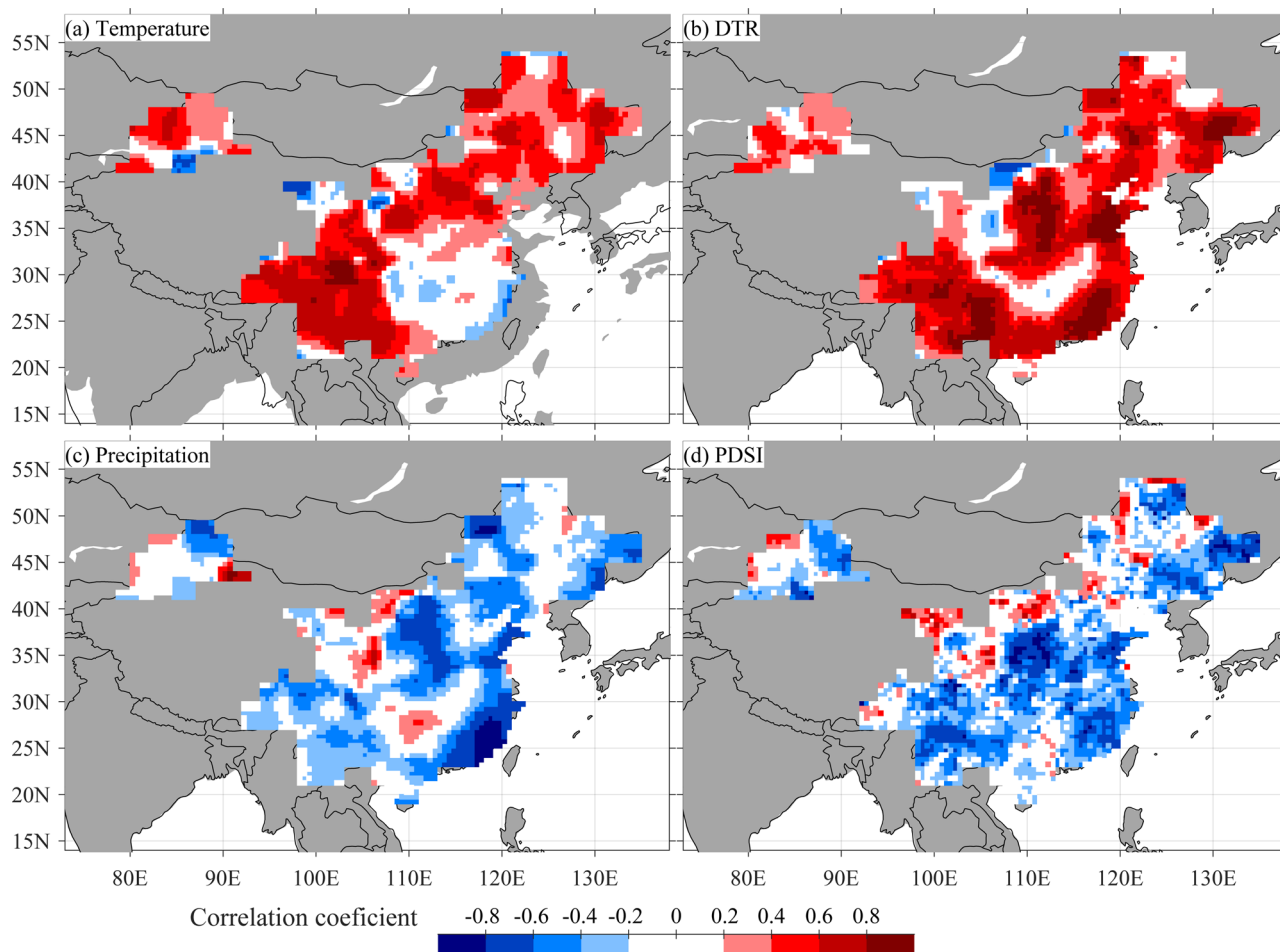 (a) Temperature
(b) DTR
55N
50N
45N
40N
35N
30N
25N
20N
15N
(c) Precipitation
(d) PDSI
55N
50N
45N
40N
35N
30N
25N
20N
15N
80E 90E 100E 110E 120E 130E 80E 90E 100E 110E 120E 130E
Correlation coeficient -0.8 -0.6 -0.4 -0.2 0 0.2 0.4 0.6 0.8